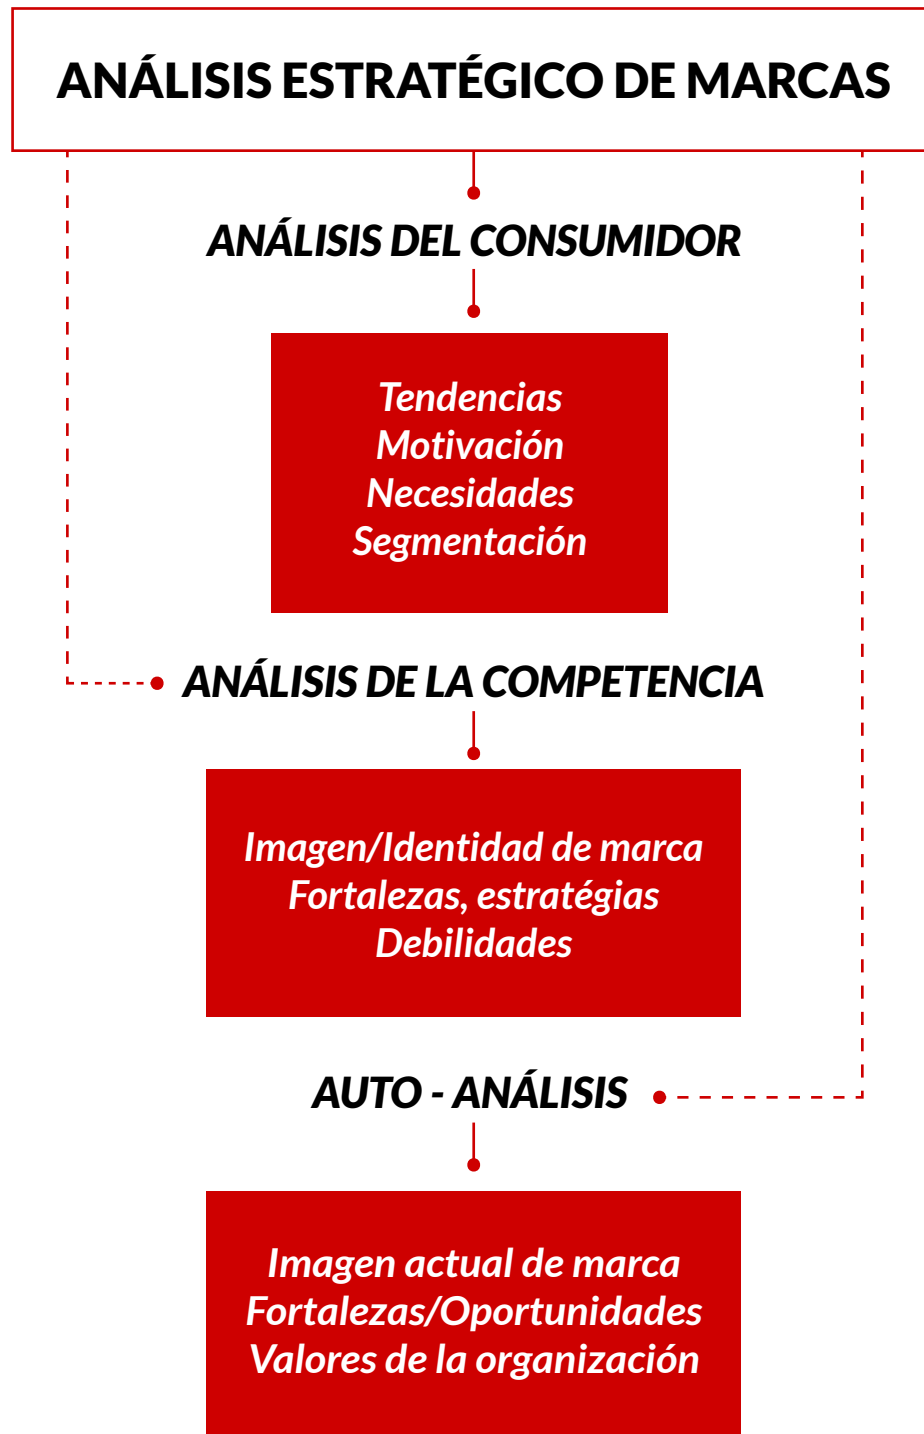 ANÁLISIS ESTRATÉGICO DE MARCAS
ANÁLISIS DEL CONSUMIDOR
Tendencias
Motivación
Necesidades
Segmentación
ANÁLISIS DE LA COMPETENCIA
Imagen/Identidad de marca
Fortalezas, estratégias
Debilidades
AUTO - ANÁLISIS
Imagen actual de marca
Fortalezas/Oportunidades
Valores de la organización